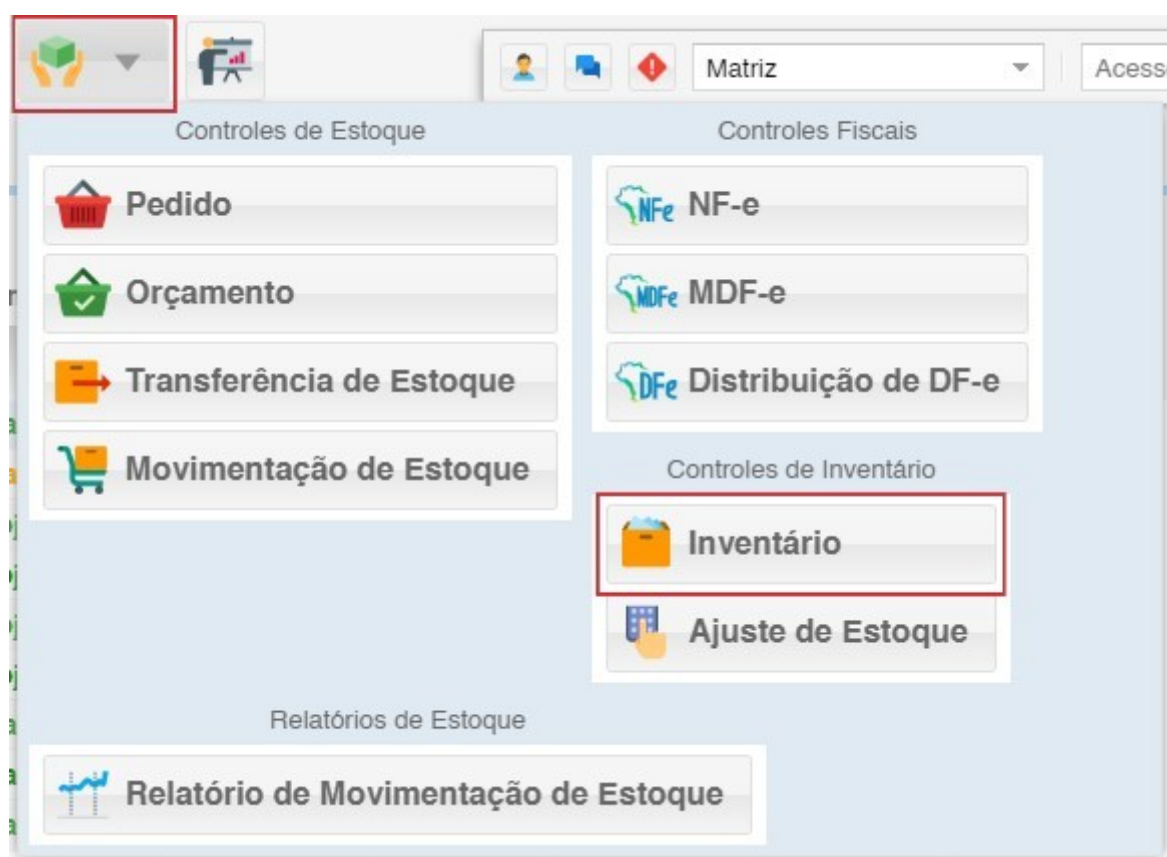 Matriz
Acess
Controles de Estoque
Pedido
Orçamento
Transferência de Estoque
Movimentação de Estoque
Controles Fiscais
NFe NF-e
MDFe MDF-e
DFe Distribuição de DF-e
Controles de Inventário
Inventário
Ajuste de Estoque
Relatórios de Estoque
Relatório de Movimentação de Estoque